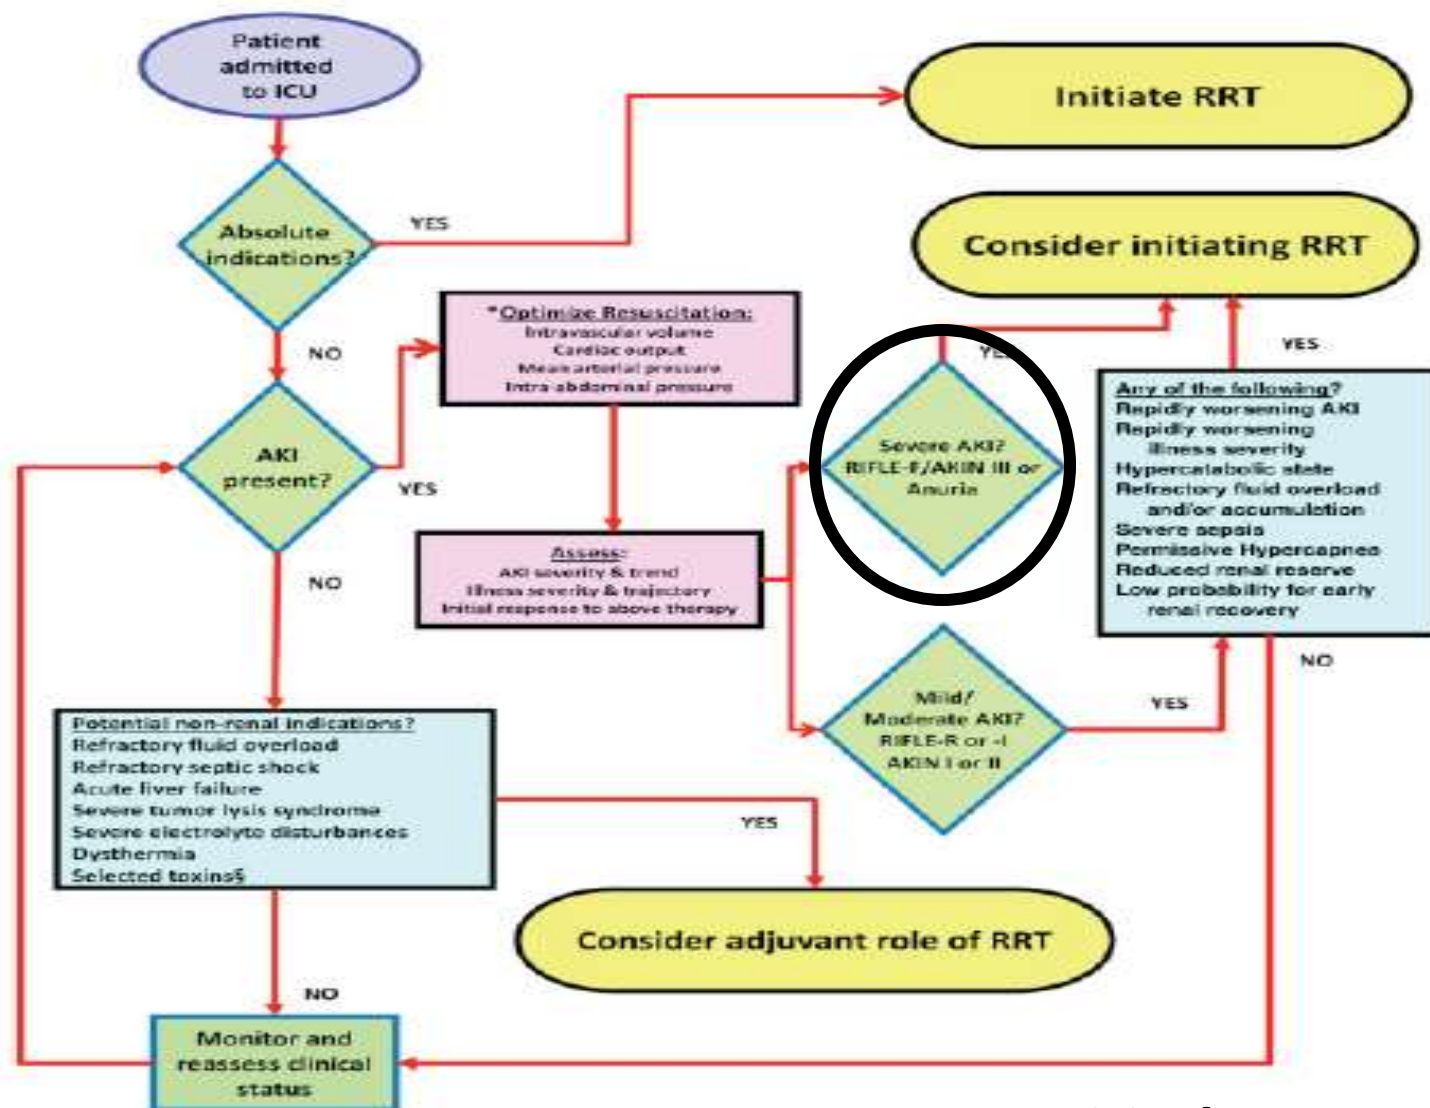 Patient
admitted
to ICU
Initiate RRT
Absolute
indications?
YES
Consider initiating RRT
NO
*Optimize Resuscitation:
Intravascular volume
Cardiac output
Mean arterial pressure
Intra-abdominal pressure
YES
YES
Any of the following?
Rapidly worsening AKI
Rapidly worsening
illness severity
Hypercatabolic state
Refractory fluid overload
and/or accumulation
Severe sepsis
Permissive Hypercapnea
Reduced renal reserve
Low probability for early
renal recovery
AKI
present?
YES
Severe AKI?
RIFLE-F/AKIN III or
Anuria
NO
Assess:
AKI severity & trend
Illness severity & trajectory
Initial response to above therapy
NO
Mild/
Moderate AKI?
RIFLE-R or -I
AKIN I or II
YES
Potential non-renal indications?
Refractory fluid overload
Refractory septic shock
Acute liver failure
Severe tumor lysis syndrome
Severe electrolyte disturbances
Dysthermia
Selected toxins§
YES
Consider adjuvant role of RRT
NO
Monitor and
reassess clinical
status